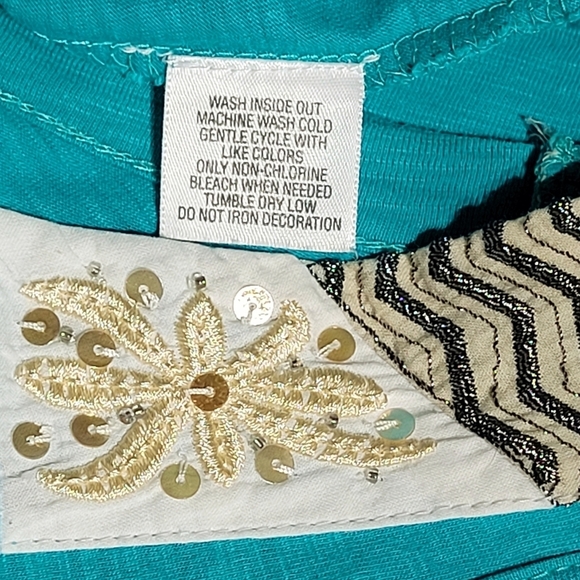 WASH INSIDE OUT
MACHINE WASH COLD
GENTLE CYCLE WITH
LIKE COLORS
ONLY NON-CHLORINE
BLEACH WHEN NEEDED
TUMBLE DRY LOW
DO NOT IRON DECORATION